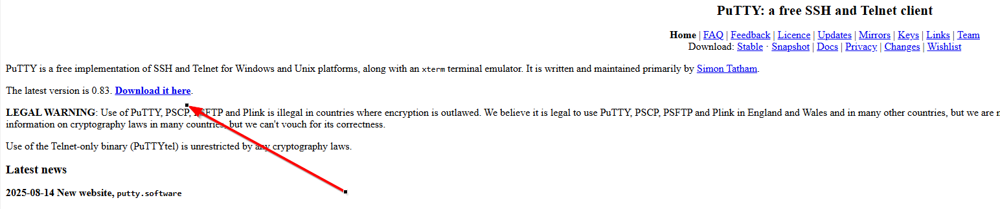 PuTTY: a free SSH and Telnet client
Home | FAQ | Feedback | Licence | Updates | Mirrors | Keys | Links | Team
Download: Stable · Snapshot | Docs | Privacy | Changes | Wishlist
PuTTY is a free implementation of SSH and Telnet for Windows and Unix platforms, along with an xterm terminal emulator. It is written and maintained primarily by Simon Tatham.
The latest version is 0.83. Download it here.
LEGAL WARNING: Use of PuTTY, PSCP, PSFTP and Plink is illegal in countries where encryption is outlawed. We believe it is legal to use PuTTY, PSCP, PSFTP and Plink in England and Wales and in many other countries, but we are
information on cryptography laws in many countries, but we can't vouch for its correctness.
Use of the Telnet-only binary (PuTTYtel) is unrestricted by any cryptography laws.
Latest news
2025-08-14 New website, putty.software